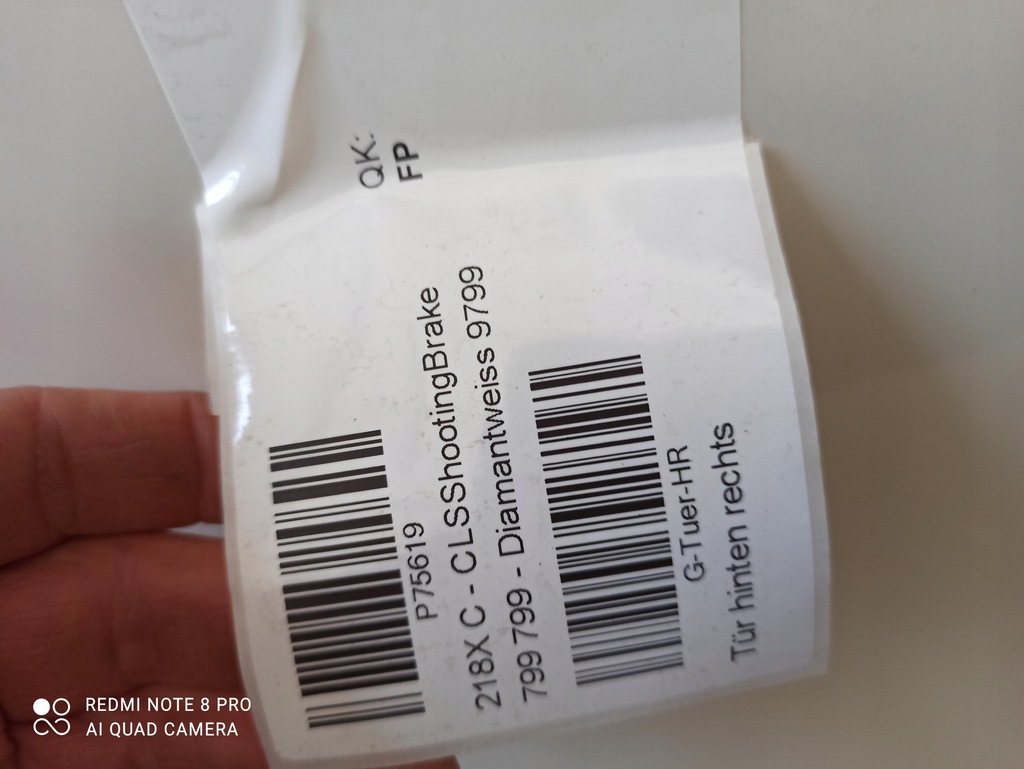 QK:
FP
P75619
218X C - CLSShootingBrake
799 799 - Diamantweiss 9799
G-Tuer-HR
Tür hinten rechts
REDMI NOTE 8 PRO
AI QUAD CAMERA